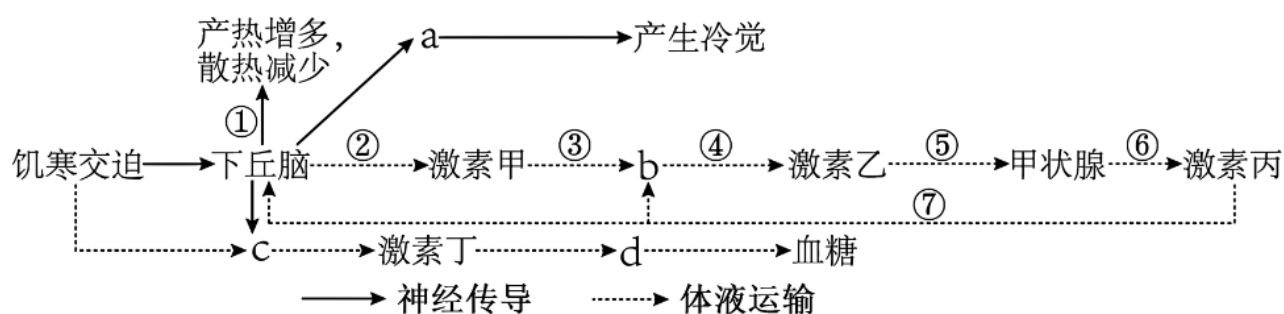 产热增多，
散热减少
a
产生冷觉
①
饥寒交迫
下丘脑
②
激素甲
③
b
④
激素乙
⑤
甲状腺
⑥
激素丙
⑦
c
激素丁
d
血糖
神经传导
体液运输